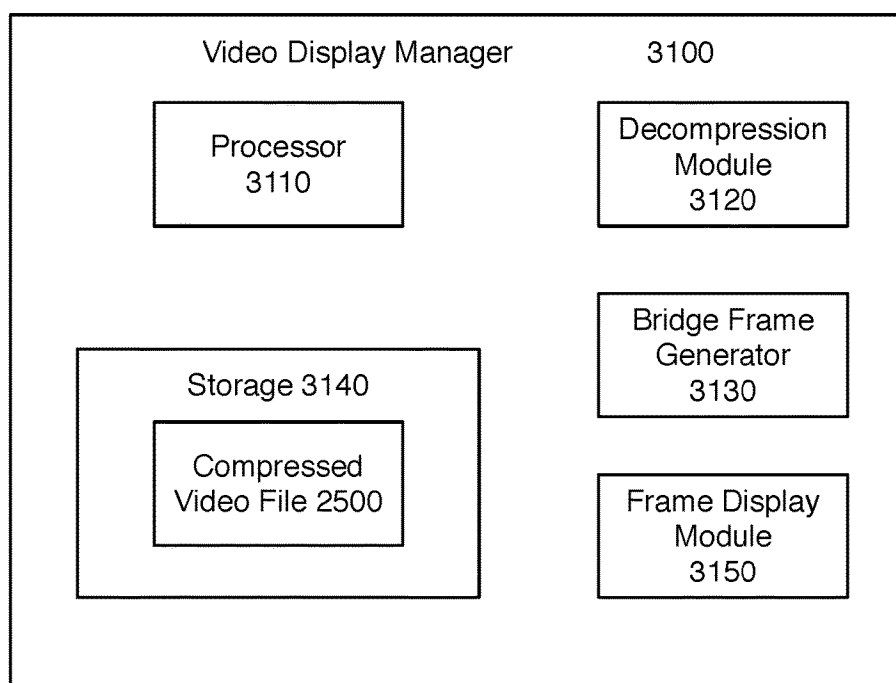 Video Display Manager 3100
Processor
3110
Decompression
Module
3120
Bridge Frame
Generator
3130
Storage 3140
Compressed
Video File 2500
Frame Display
Module
3150